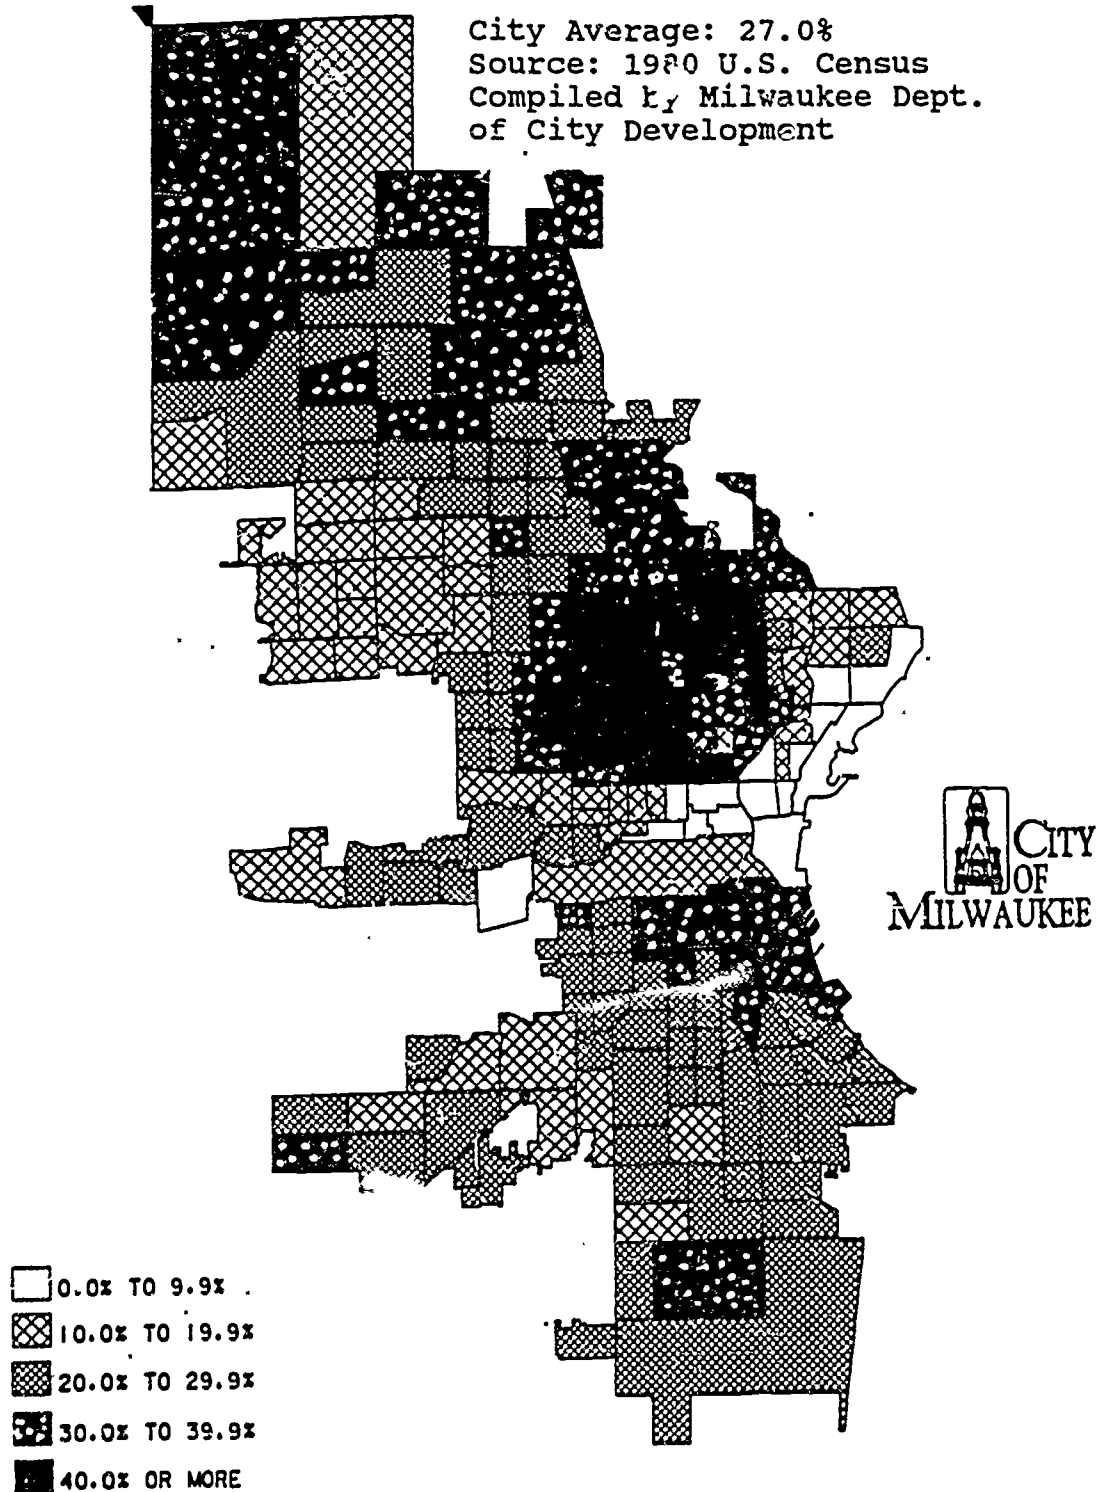 City Average: 27.0%
Source: 1980 U.S. Census
Compiled by Milwaukee Dept.
of City Development
CITY
OF
MILWAUKEE
0.0% TO 9.9%
10.0% TO 19.9%
20.0% TO 29.9%
30.0% TO 39.9%
40.0% OR MORE